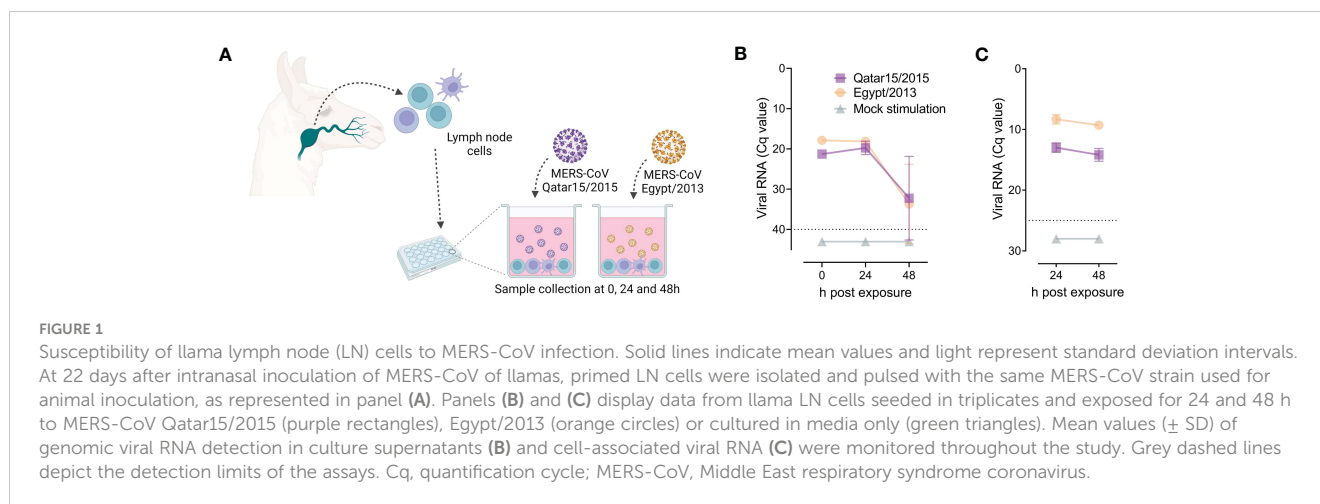 A
Lymph node
cells
MERS-CoV
Qatar15/2015
MERS-CoV
Egypt/2013
Sample collection at 0, 24 and 48h
B
Viral RNA (Cq value)
0
10
20
30
40
0
24
48
h post exposure
Qatar15/2015
Egypt/2013
Mock stimulation
C
Viral RNA (Cq value)
0
10
20
30
24
48
h post exposure
FIGURE 1
Susceptibility of llama lymph node (LN) cells to MERS-CoV infection. Solid lines indicate mean values and light represent standard deviation intervals.
At 22 days after intranasal inoculation of MERS-CoV of llamas, primed LN cells were isolated and pulsed with the same MERS-CoV strain used for
animal inoculation, as represented in panel (A). Panels (B) and (C) display data from llama LN cells seeded in triplicates and exposed for 24 and 48 h
to MERS-CoV Qatar15/2015 (purple rectangles), Egypt/2013 (orange circles) or cultured in media only (green triangles). Mean values (± SD) of
genomic viral RNA detection in culture supernatants (B) and cell-associated viral RNA (C) were monitored throughout the study. Grey dashed lines
depict the detection limits of the assays. Cq, quantification cycle; MERS-CoV, Middle East respiratory syndrome coronavirus.